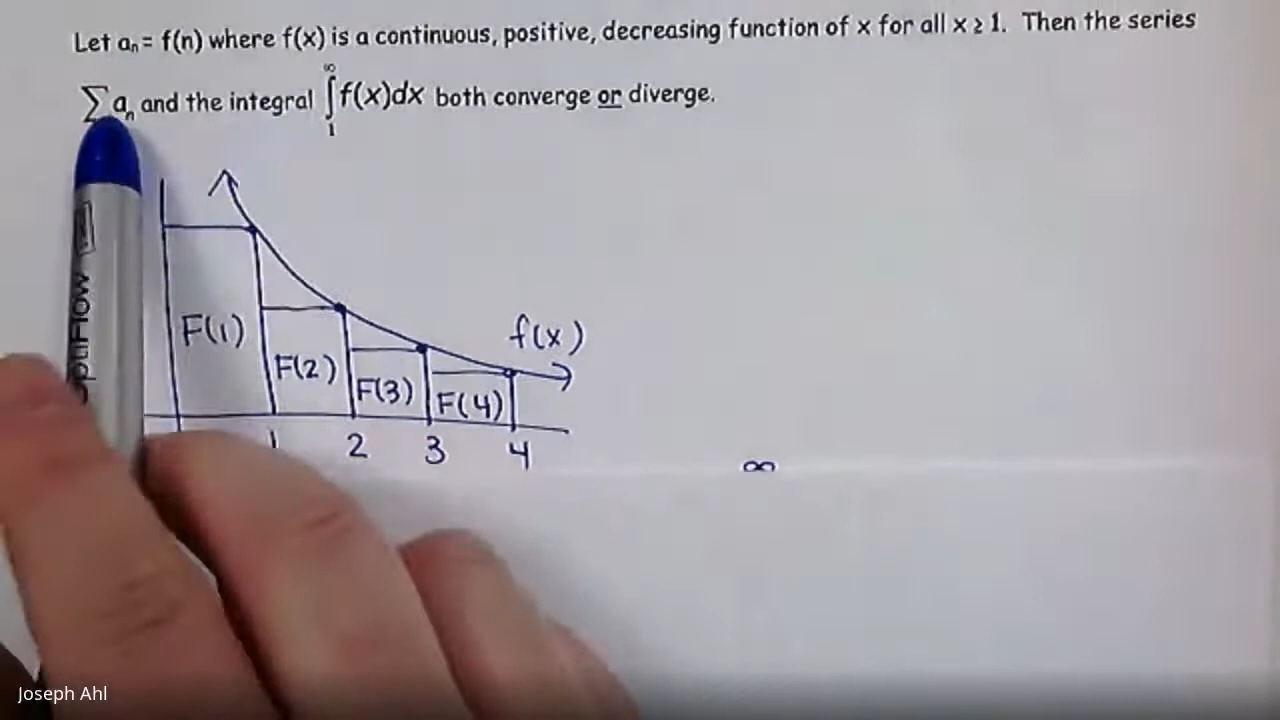 Let aₙ = f(n) where f(x) is a continuous, positive, decreasing function of x for all x ≥ 1. Then the series
∑ aₙ and the integral ∫₁^∞ f(x)dx both converge or diverge.
f(x)
F(1) F(2) F(3) F(4)
1 2 3 4
∞
Joseph Ahl